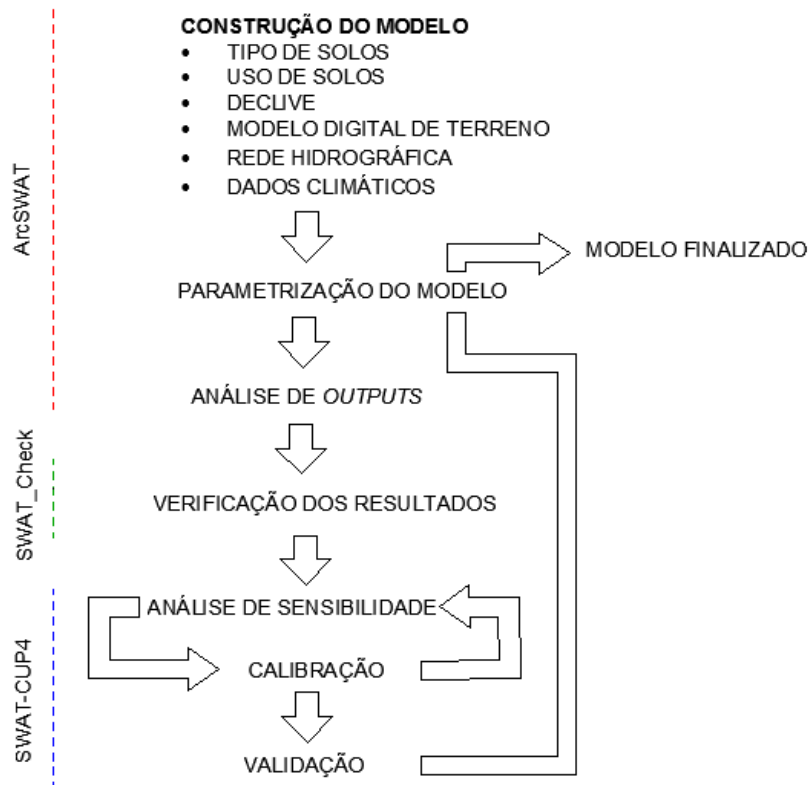 CONSTRUÇÃO DO MODELO
• TIPO DE SOLOS
• USO DE SOLOS
• DECLIVE
• MODELO DIGITAL DE TERRENO
• REDE HIDROGRÁFICA
• DADOS CLIMÁTICOS
ArcSWAT
MODELO FINALIZADO
PARAMETRIZAÇÃO DO MODELO
ANÁLISE DE OUTPUTS
SWAT_Check
VERIFICAÇÃO DOS RESULTADOS
SWAT-CUP4
ANÁLISE DE SENSIBILIDADE
CALIBRAÇÃO
VALIDAÇÃO